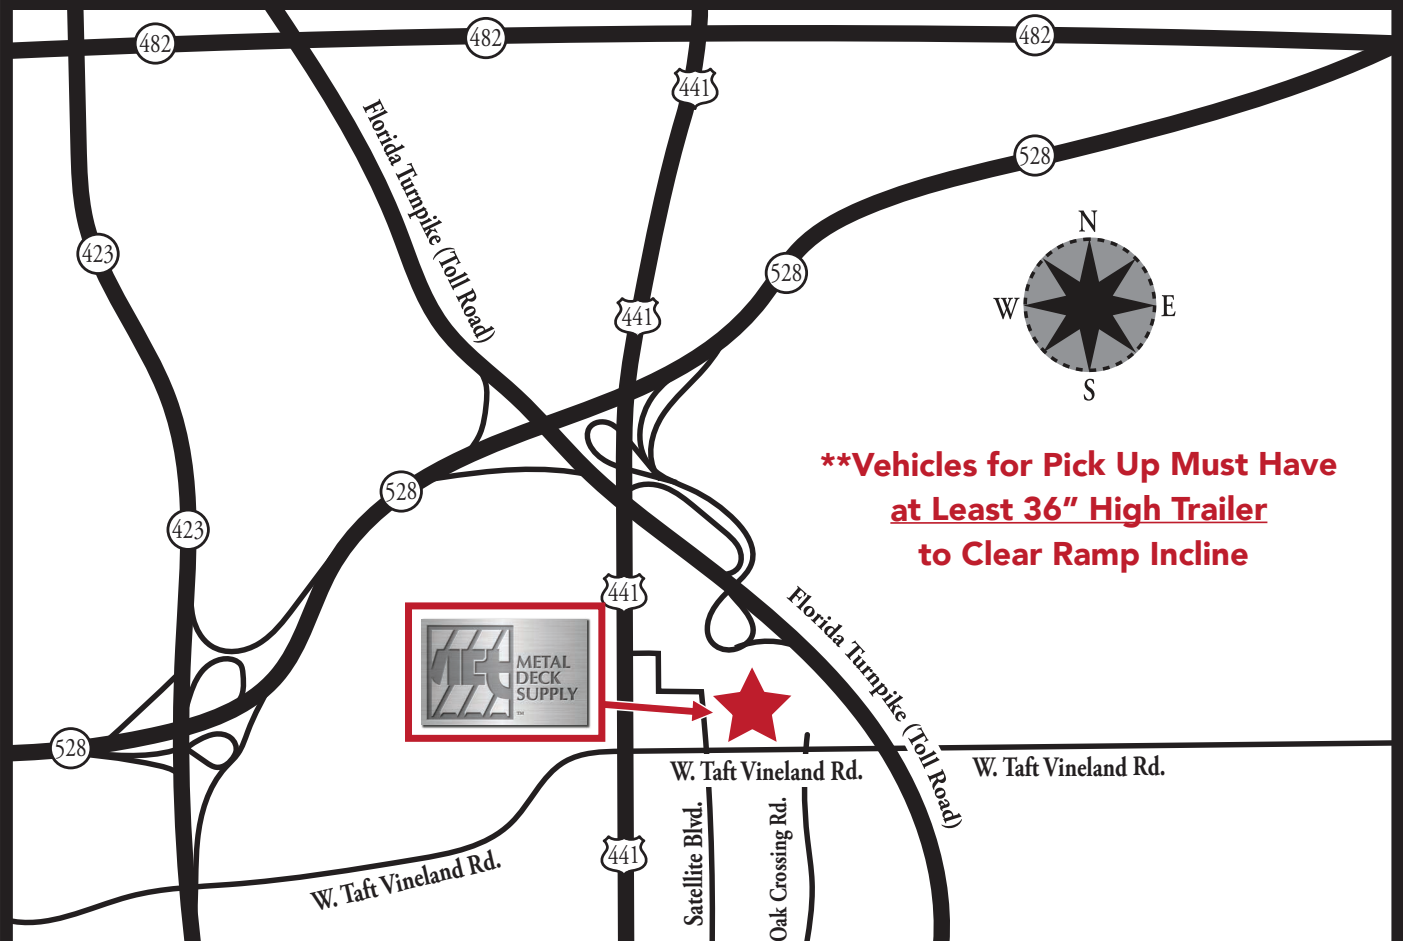 482
482
482
441
Florida Turnpike (Toll Road)
528
N
423
528
W
E
441
S
**Vehicles for Pick Up Must Have
at Least 36” High Trailer
to Clear Ramp Incline
528
423
441
Florida Turnpike (Toll Road)
METAL
DECK
SUPPLY
™
528
W. Taft Vineland Rd.
W. Taft Vineland Rd.
441
W. Taft Vineland Rd.
Satellite Blvd.
Oak Crossing Rd.